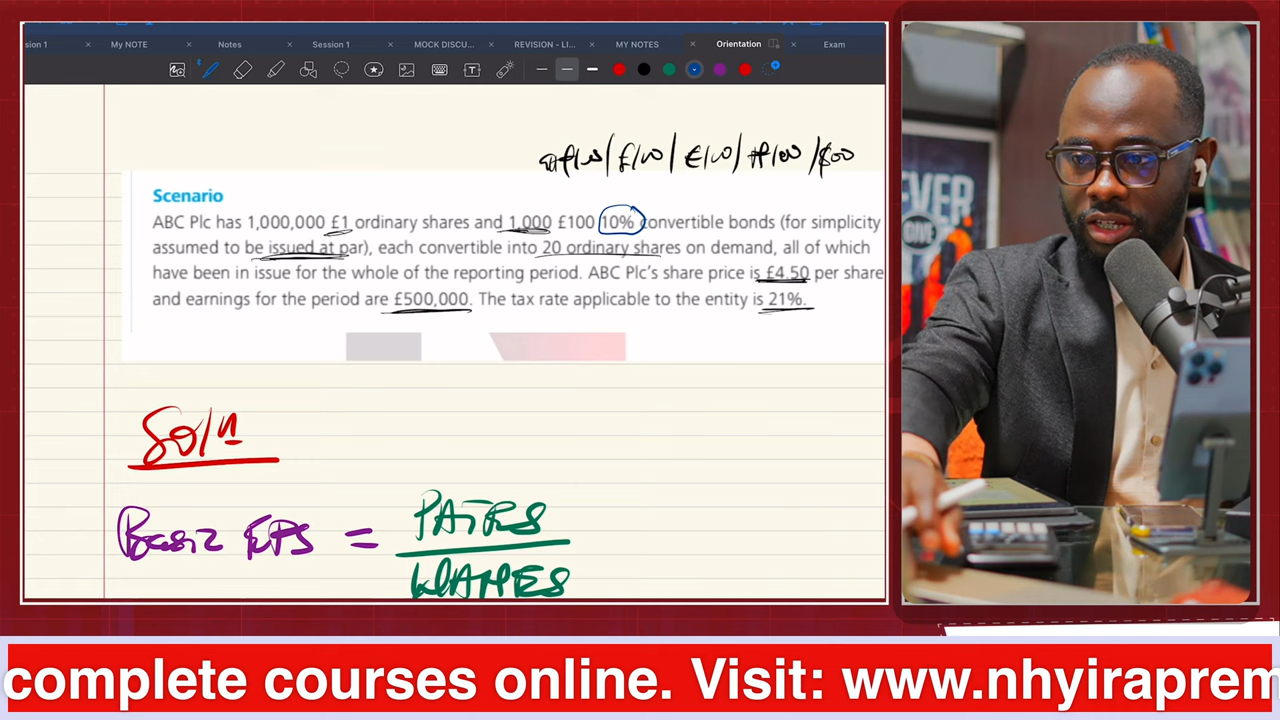 sion 1 My NOTE Notes Session 1 MOCK DISCU... REVISION - LI... MY NOTES Orientation Exam
£100 | €100
Scenario
ABC Plc has 1,000,000 £1 ordinary shares and 1,000 £100 10% convertible bonds (for simplicity
assumed to be issued at par), each convertible into 20 ordinary shares on demand, all of which
have been in issue for the whole of the reporting period. ABC Plc's share price is £4.50 per share
and earnings for the period are £500,000. The tax rate applicable to the entity is 21%.
Soln
Basic EPS =
complete courses online. Visit: www.nhyiraprem